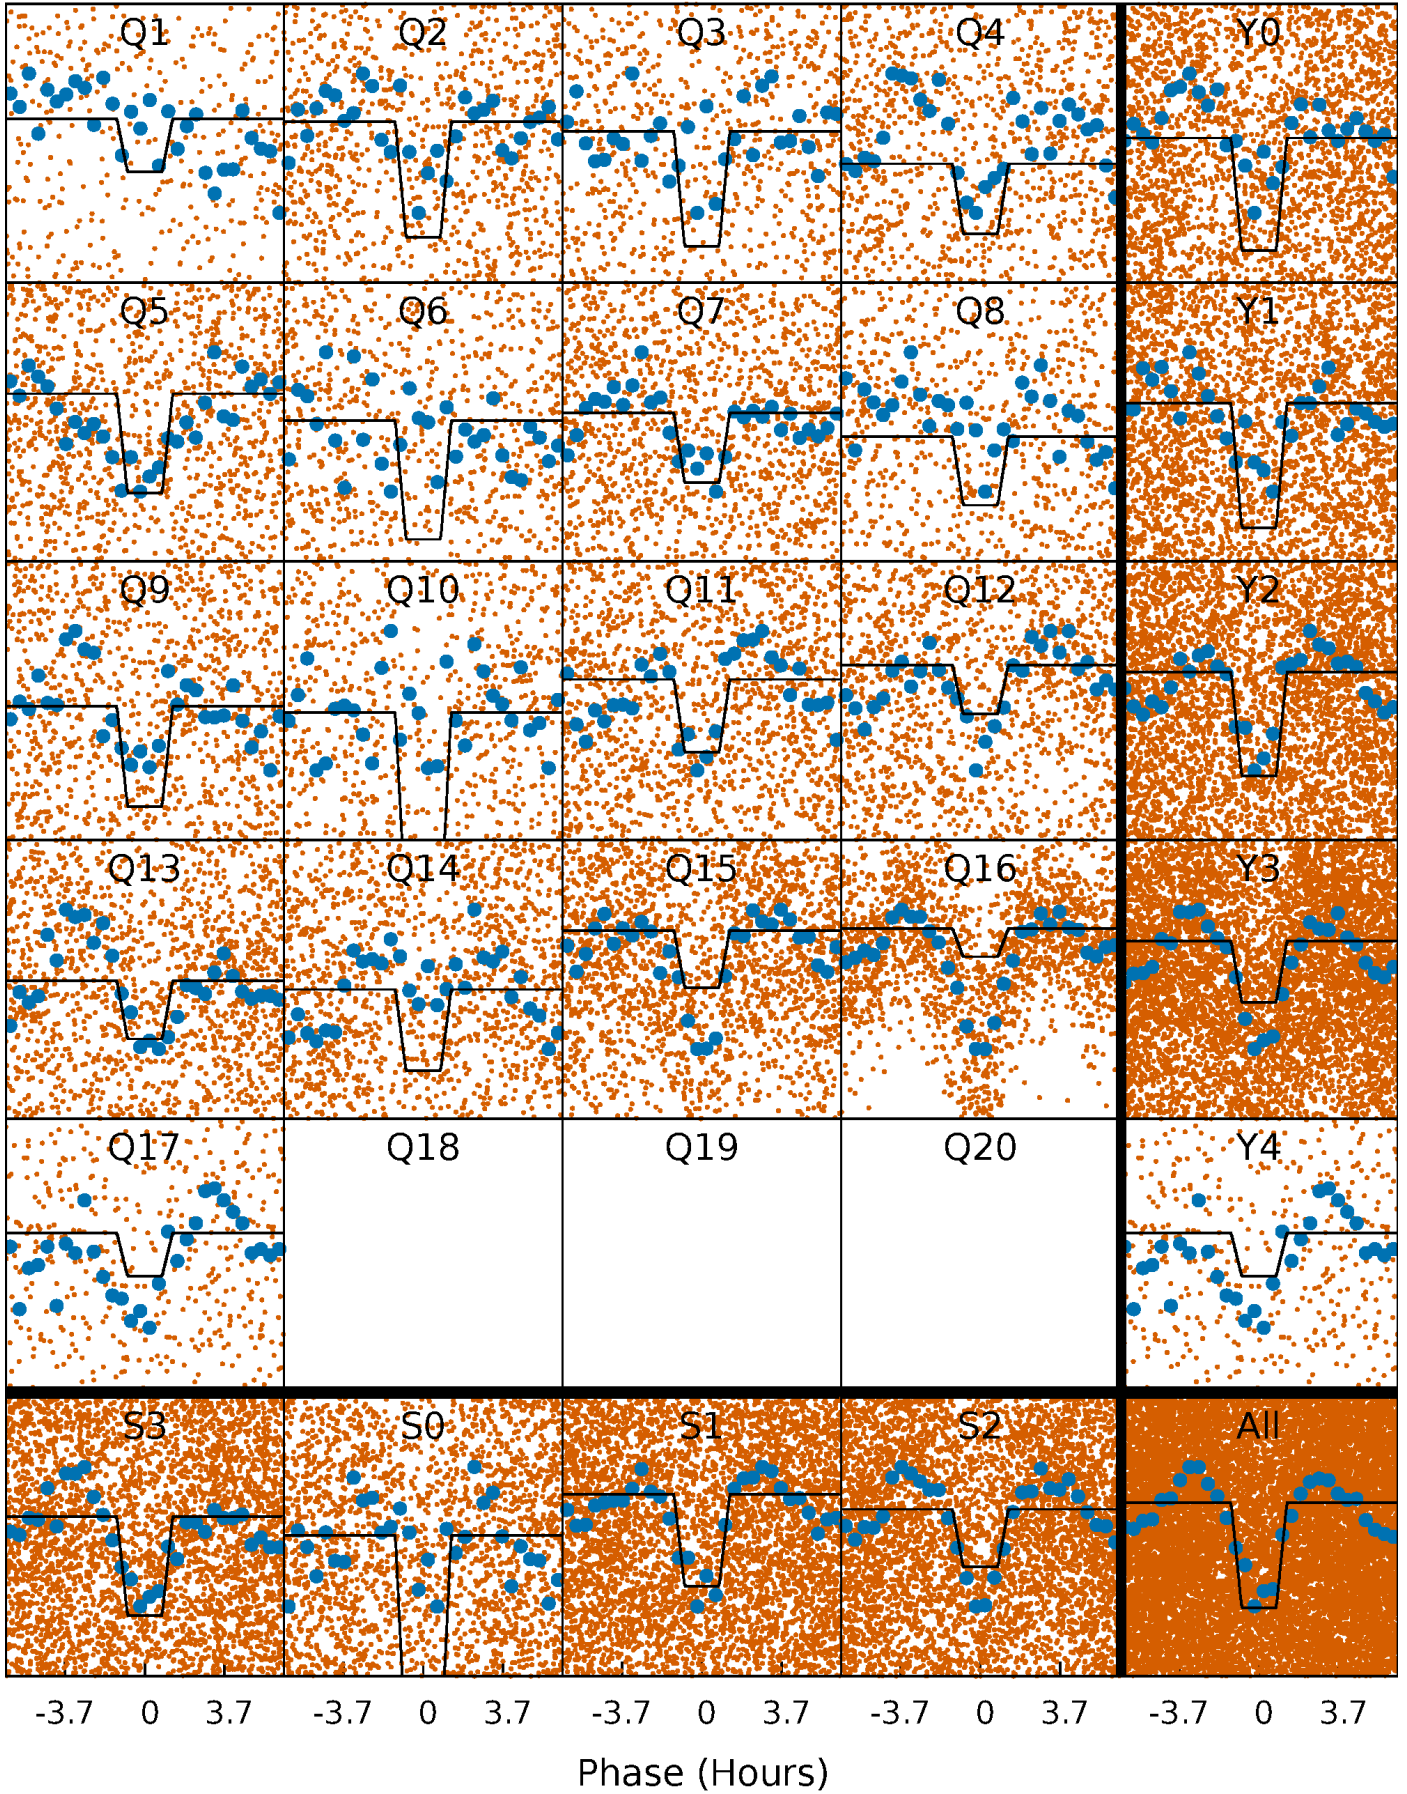 Q1 Q2 Q3 Q4 Y0
Q5 Q6 Q7 Q8 Y1
Q9 Q10 Q11 Q12 Y2
Q13 Q14 Q15 Q16 Y3
Q17 Q18 Q19 Q20 Y4
S3 S0 S1 S2 All
-3.7 0 3.7 -3.7 0 3.7 -3.7 0 3.7 -3.7 0 3.7 -3.7 0 3.7
Phase (Hours)